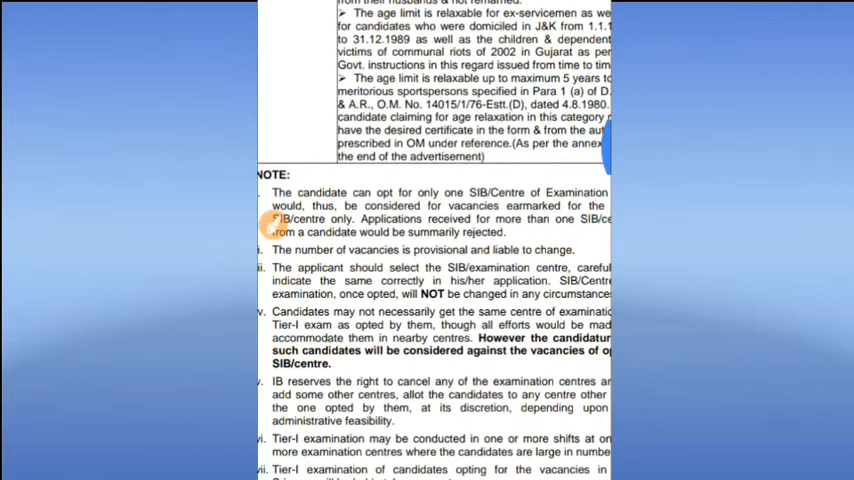 from their husbands & not remarried.
➢ The age limit is relaxable for ex-servicemen as we
for candidates who were domiciled in J&K from 1.1.1
to 31.12.1989 as well as the children & dependent
victims of communal riots of 2002 in Gujarat as per
Govt. instructions in this regard issued from time to tim
➢ The age limit is relaxable up to maximum 5 years to
meritorious sportspersons specified in Para 1 (a) of D.
& A.R., O.M. No. 14015/1/76-Estt.(D), dated 4.8.1980.
candidate claiming for age relaxation in this category
have the desired certificate in the form & from the aut
prescribed in OM under reference.(As per the annex
the end of the advertisement)
NOTE:
The candidate can opt for only one SIB/Centre of Examination
would, thus, be considered for vacancies earmarked for the
SIB/centre only. Applications received for more than one SIB/ce
from a candidate would be summarily rejected.
i. The number of vacancies is provisional and liable to change.
ii. The applicant should select the SIB/examination centre, careful
indicate the same correctly in his/her application. SIB/Centr
examination, once opted, will NOT be changed in any circumstance
v. Candidates may not necessarily get the same centre of examinatio
Tier-I exam as opted by them, though all efforts would be mad
accommodate them in nearby centres. However the candidatur
such candidates will be considered against the vacancies of op
SIB/centre.
v. IB reserves the right to cancel any of the examination centres an
add some other centres, allot the candidates to any centre other
the one opted by them, at its discretion, depending upon
administrative feasibility.
vi. Tier-I examination may be conducted in one or more shifts at on
more examination centres where the candidates are large in numbe
vii. Tier-I examination of candidates opting for the vacancies in